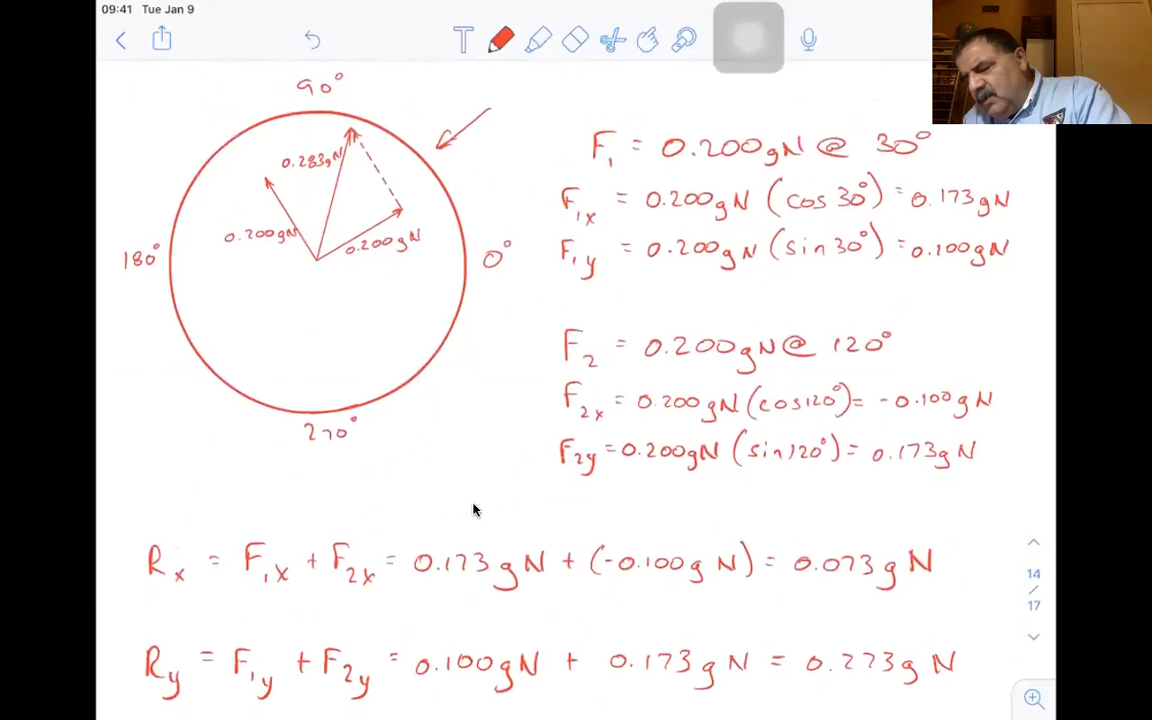 09:41 Tue Jan 9
T
90°
0.283gN
0.200gN
0.200gN
180°
0°
270°
F₁ = 0.200gN @ 30°
F₁x = 0.200gN (cos 30°) = 0.173gN
F₁y = 0.200gN (sin 30°) = 0.100gN
F₂ = 0.200gN @ 120°
F₂x = 0.200gN (cos120°) = -0.100gN
F₂y = 0.200gN (sin120°) = 0.173gN
Rx = F₁x + F₂x = 0.173gN + (-0.100gN) = 0.073gN
14
/
17
Ry = F₁y + F₂y = 0.100gN + 0.173gN = 0.273gN